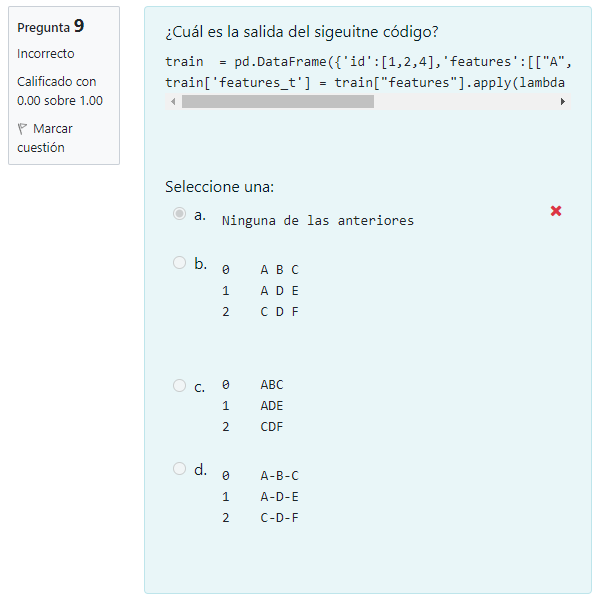 Pregunta 9
Incorrecto
Calificado con
0.00 sobre 1.00
Marcar
cuestión
¿Cuál es la salida del sigeuitne código?
train  = pd.DataFrame({'id':[1,2,4],'features':[["A",
train['features_t'] = train["features"].apply(lambda
Seleccione una:
a. Ninguna de las anteriores
b. 0    A B C
1    A D E
2    C D F
c. 0    ABC
1    ADE
2    CDF
d. 0    A-B-C
1    A-D-E
2    C-D-F